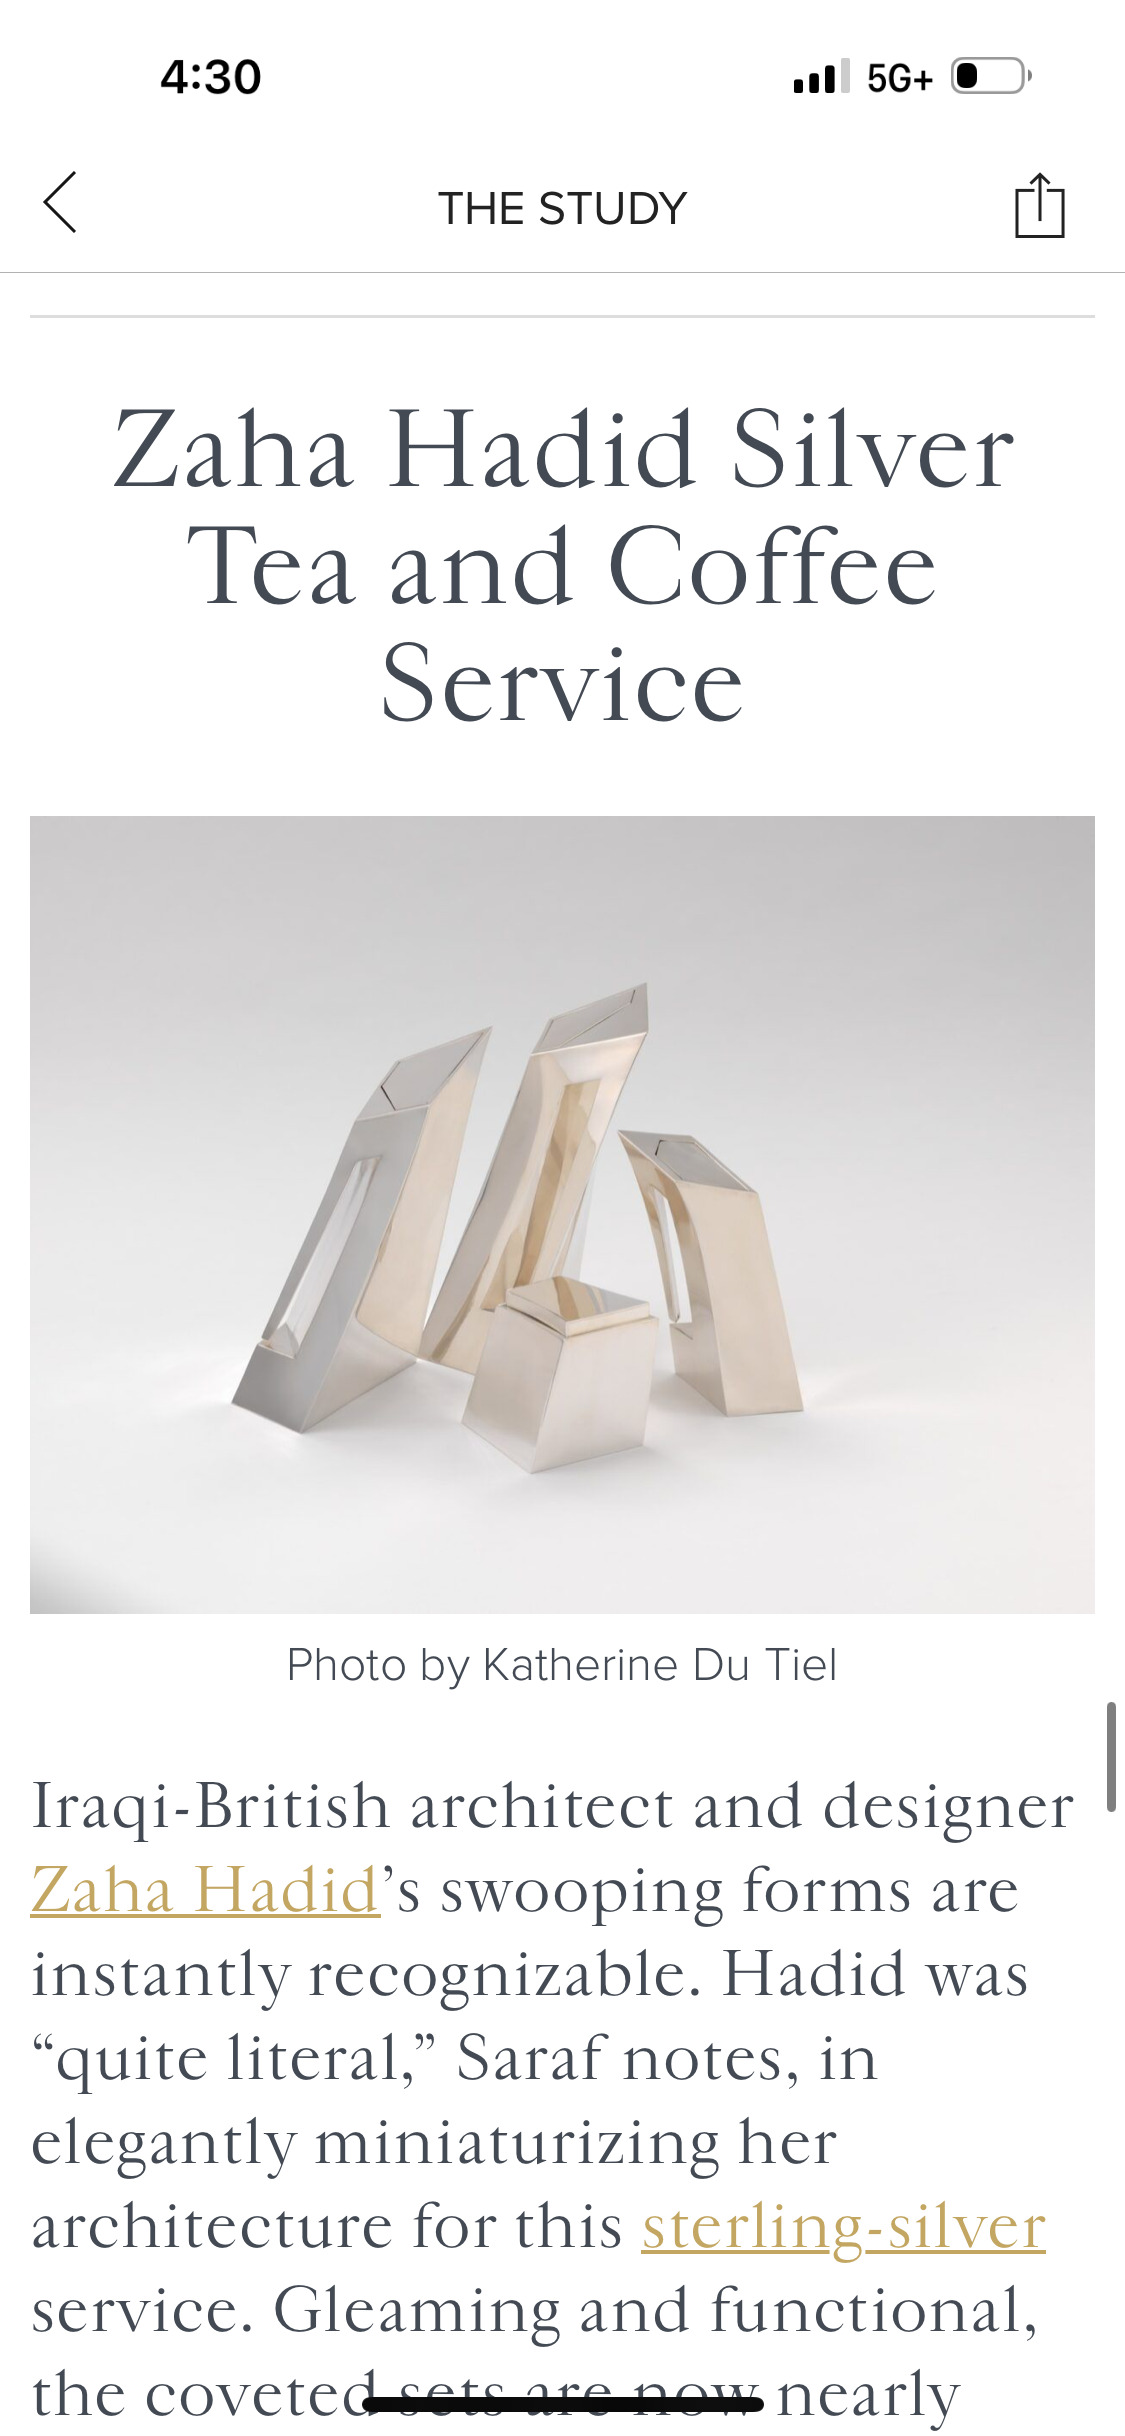 4:30
5G+
THE STUDY
Zaha Hadid Silver
Tea and Coffee
Service
Photo by Katherine Du Tiel
Iraqi-British architect and designer
Zaha Hadid’s swooping forms are
instantly recognizable. Hadid was
“quite literal,” Saraf notes, in
elegantly miniaturizing her
architecture for this sterling-silver
service. Gleaming and functional,
the coveted sets are now nearly